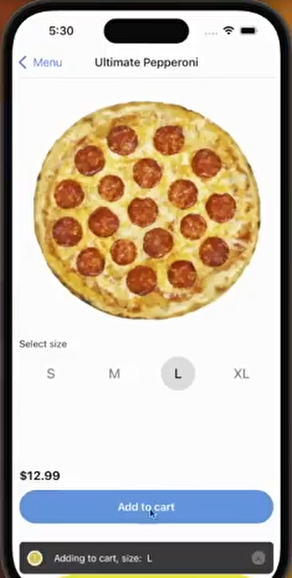 5:30
Menu
Ultimate Pepperoni
Select size
S M L XL
$12.99
Add to cart
Adding to cart, size: L